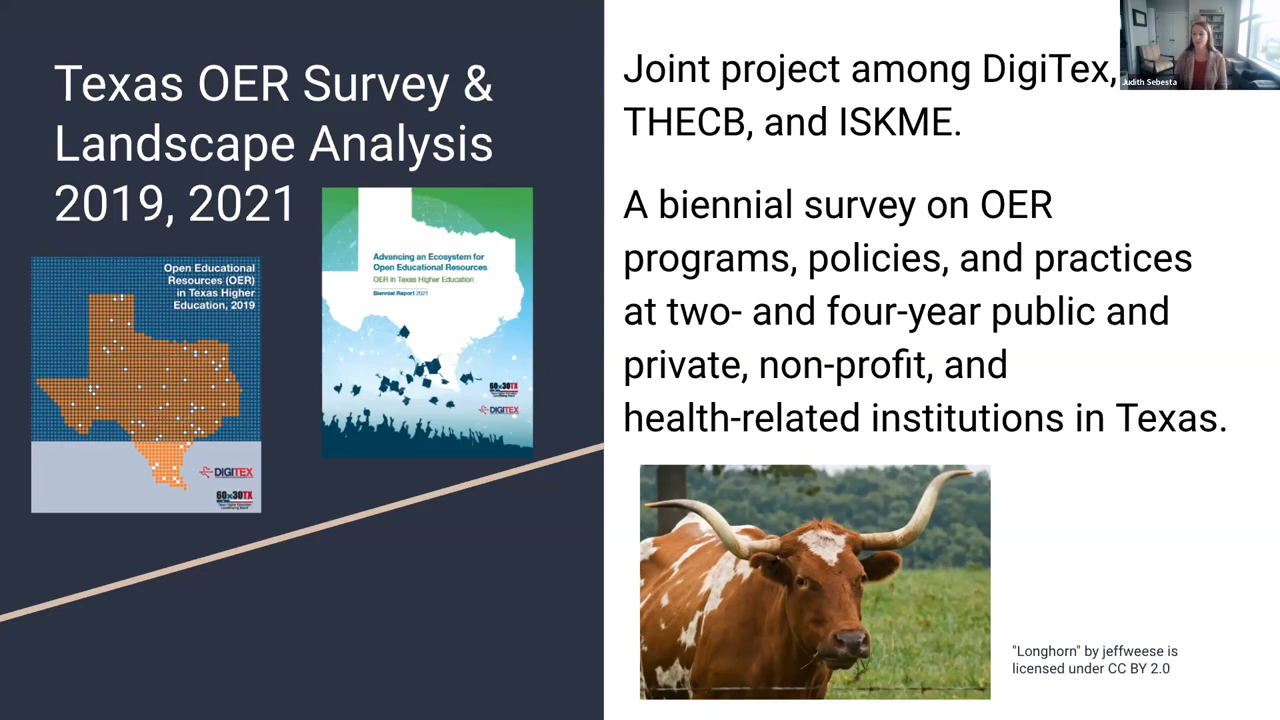 Texas OER Survey &
Landscape Analysis
2019, 2021
Open Educational
Resources (OER)
in Texas Higher
Education, 2019
DIGITEX
60x30TX
Advancing an Ecosystem for
Open Educational Resources
OER in Texas Higher Education
Biennial Report 2021
60x30TX
DIGITEX
Joint project among DigiTex,
THECB, and ISKME.
A biennial survey on OER
programs, policies, and practices
at two- and four-year public and
private, non-profit, and
health-related institutions in Texas.
"Longhorn" by jeffweese is
licensed under CC BY 2.0
Judith Sebesta